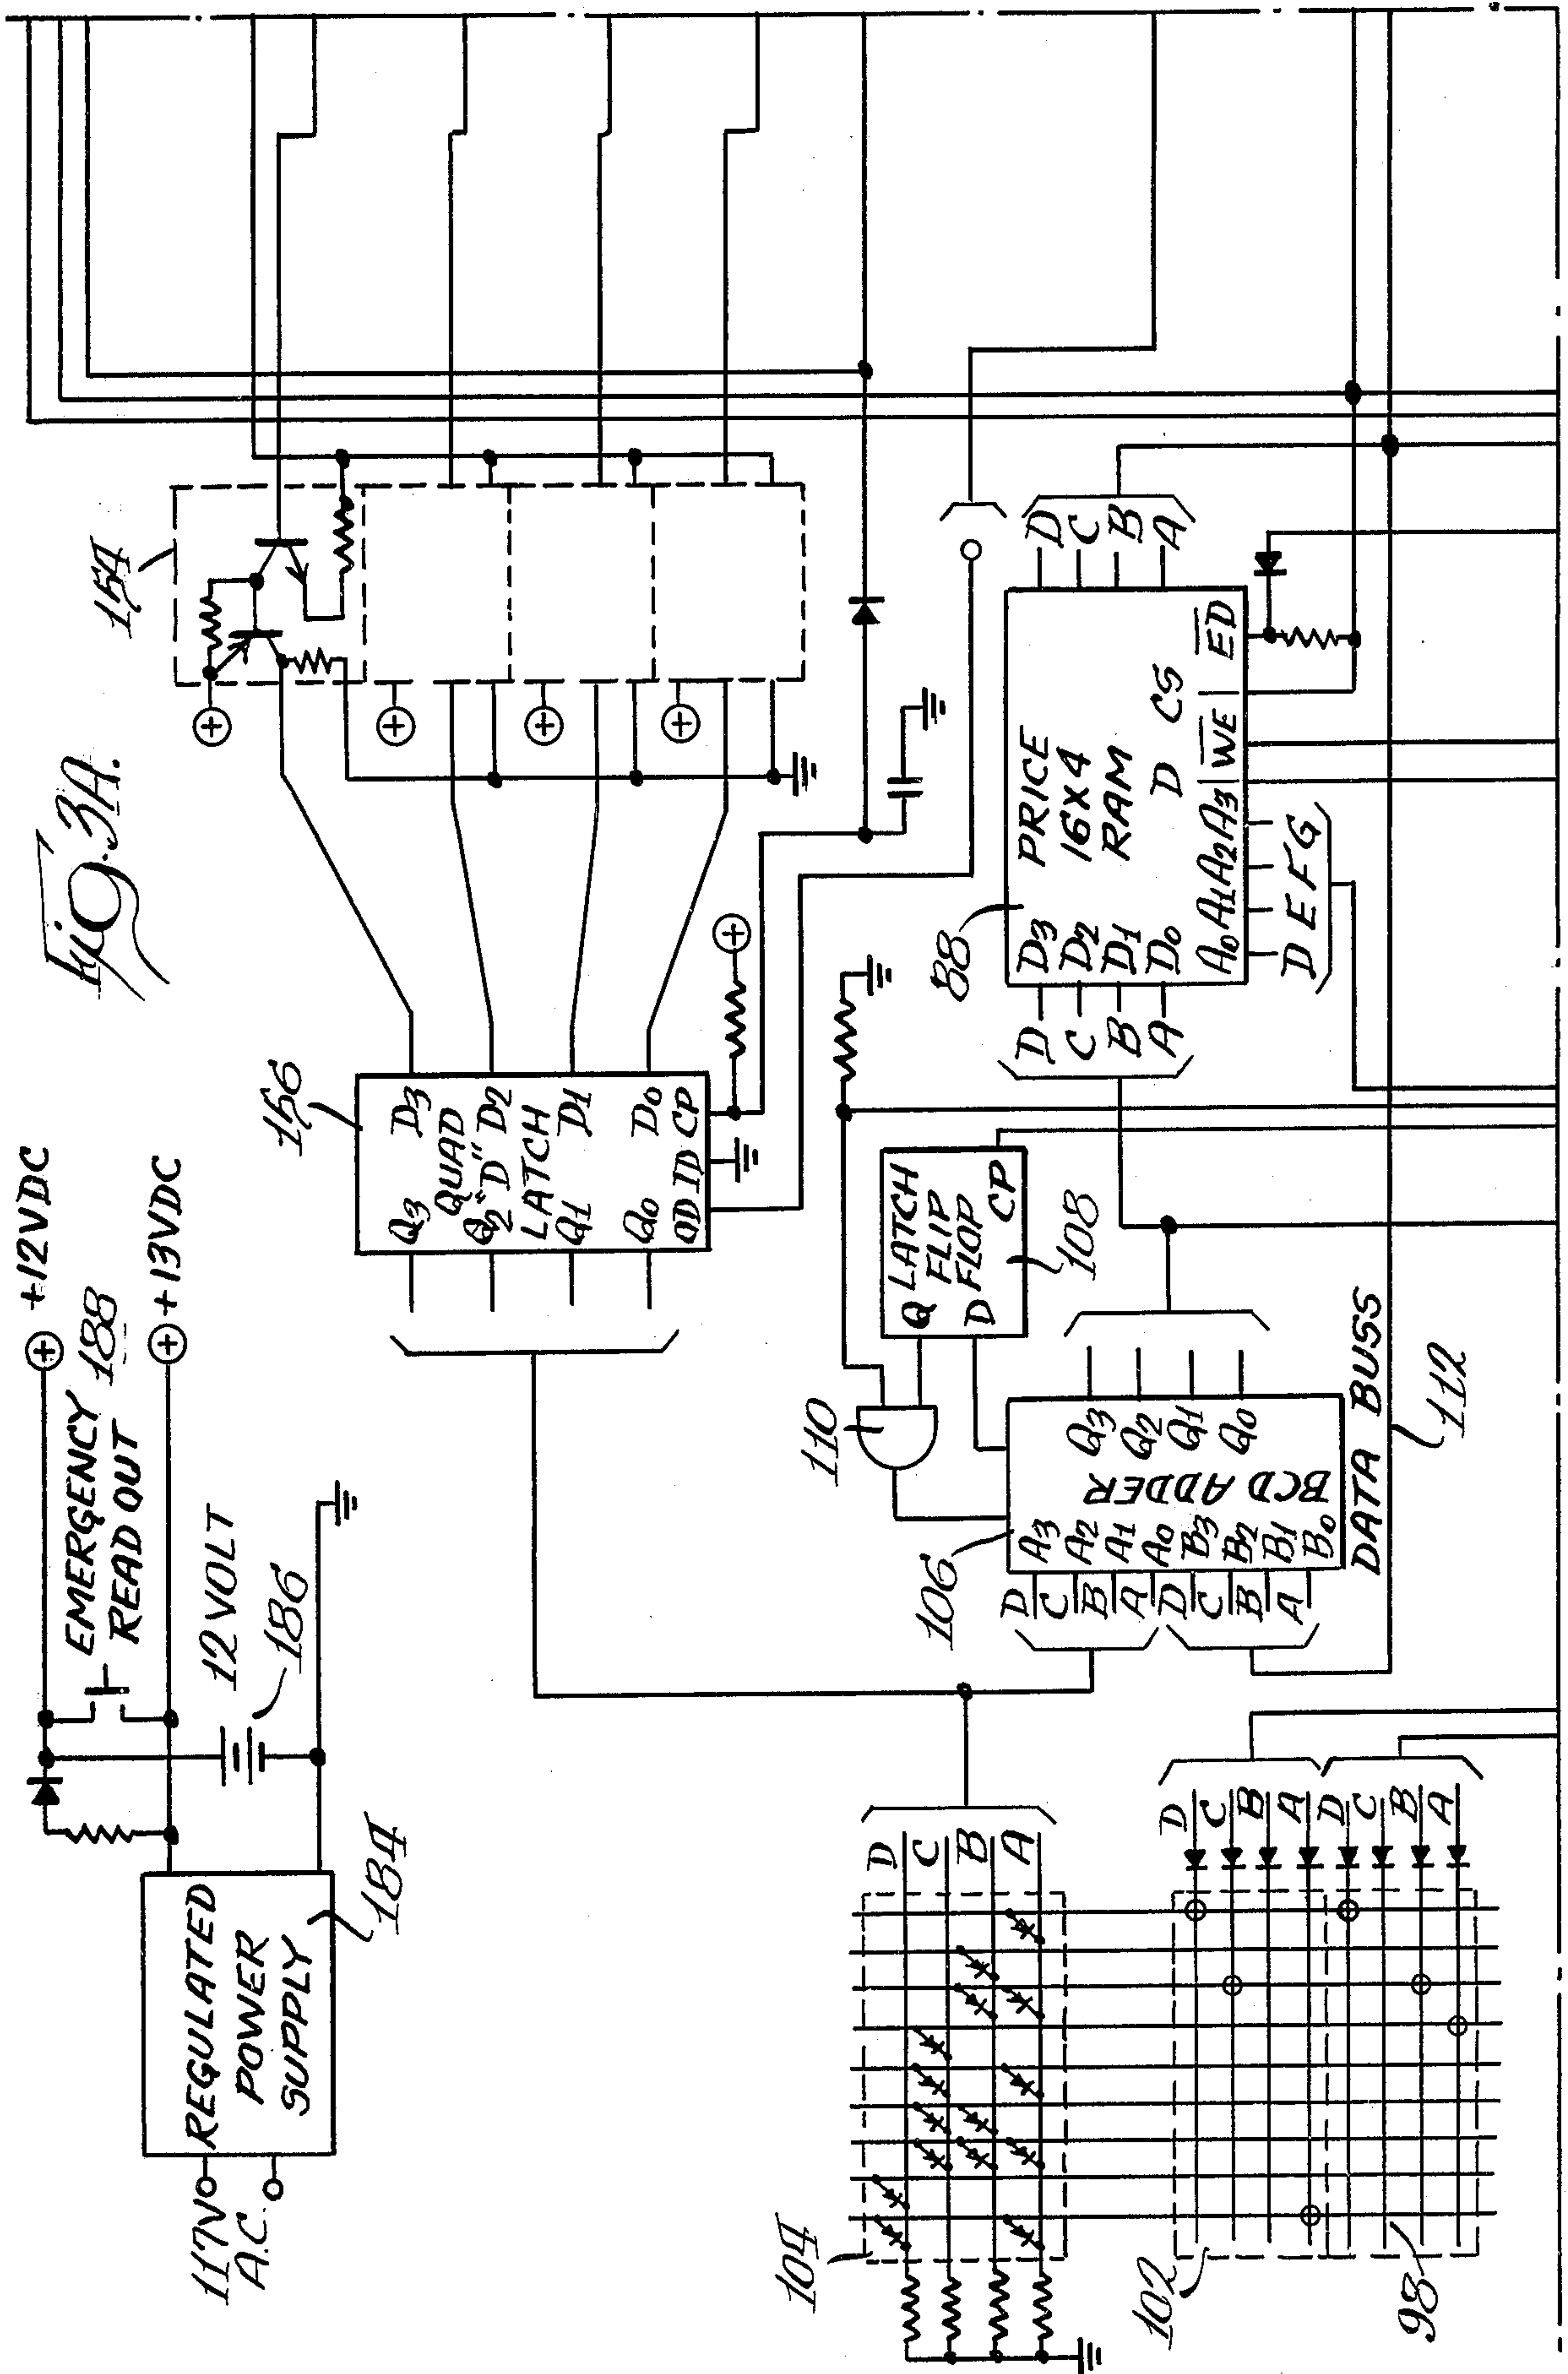 Fig. 3A.
+12VDC
EMERGENCY 188
READ OUT
+13VDC
12 VOLT
186
117V
A.C.
REGULATED
POWER
SUPPLY
184
154
156
Q3 D3
QUAD
Q2 "D" D2
LATCH
Q1 D1
Q0 D0
OD ID CP
88
D D3 PRICE D
C D2 16X4 C
B D1 RAM B
A D0 A
D CS
A0 A1 A2 A3 WE ED
D E F G
LATCH
Q FLIP
D FLOP
CP
108
110
106
D A3 Q3
C A2 Q2
B A1 Q1
A A0 Q0
D B3
C B2
B B1
A B0
BCD ADDER
DATA BUSS
112
104
D
C
B
A
102
D
C
B
A
D
C
B
A
98